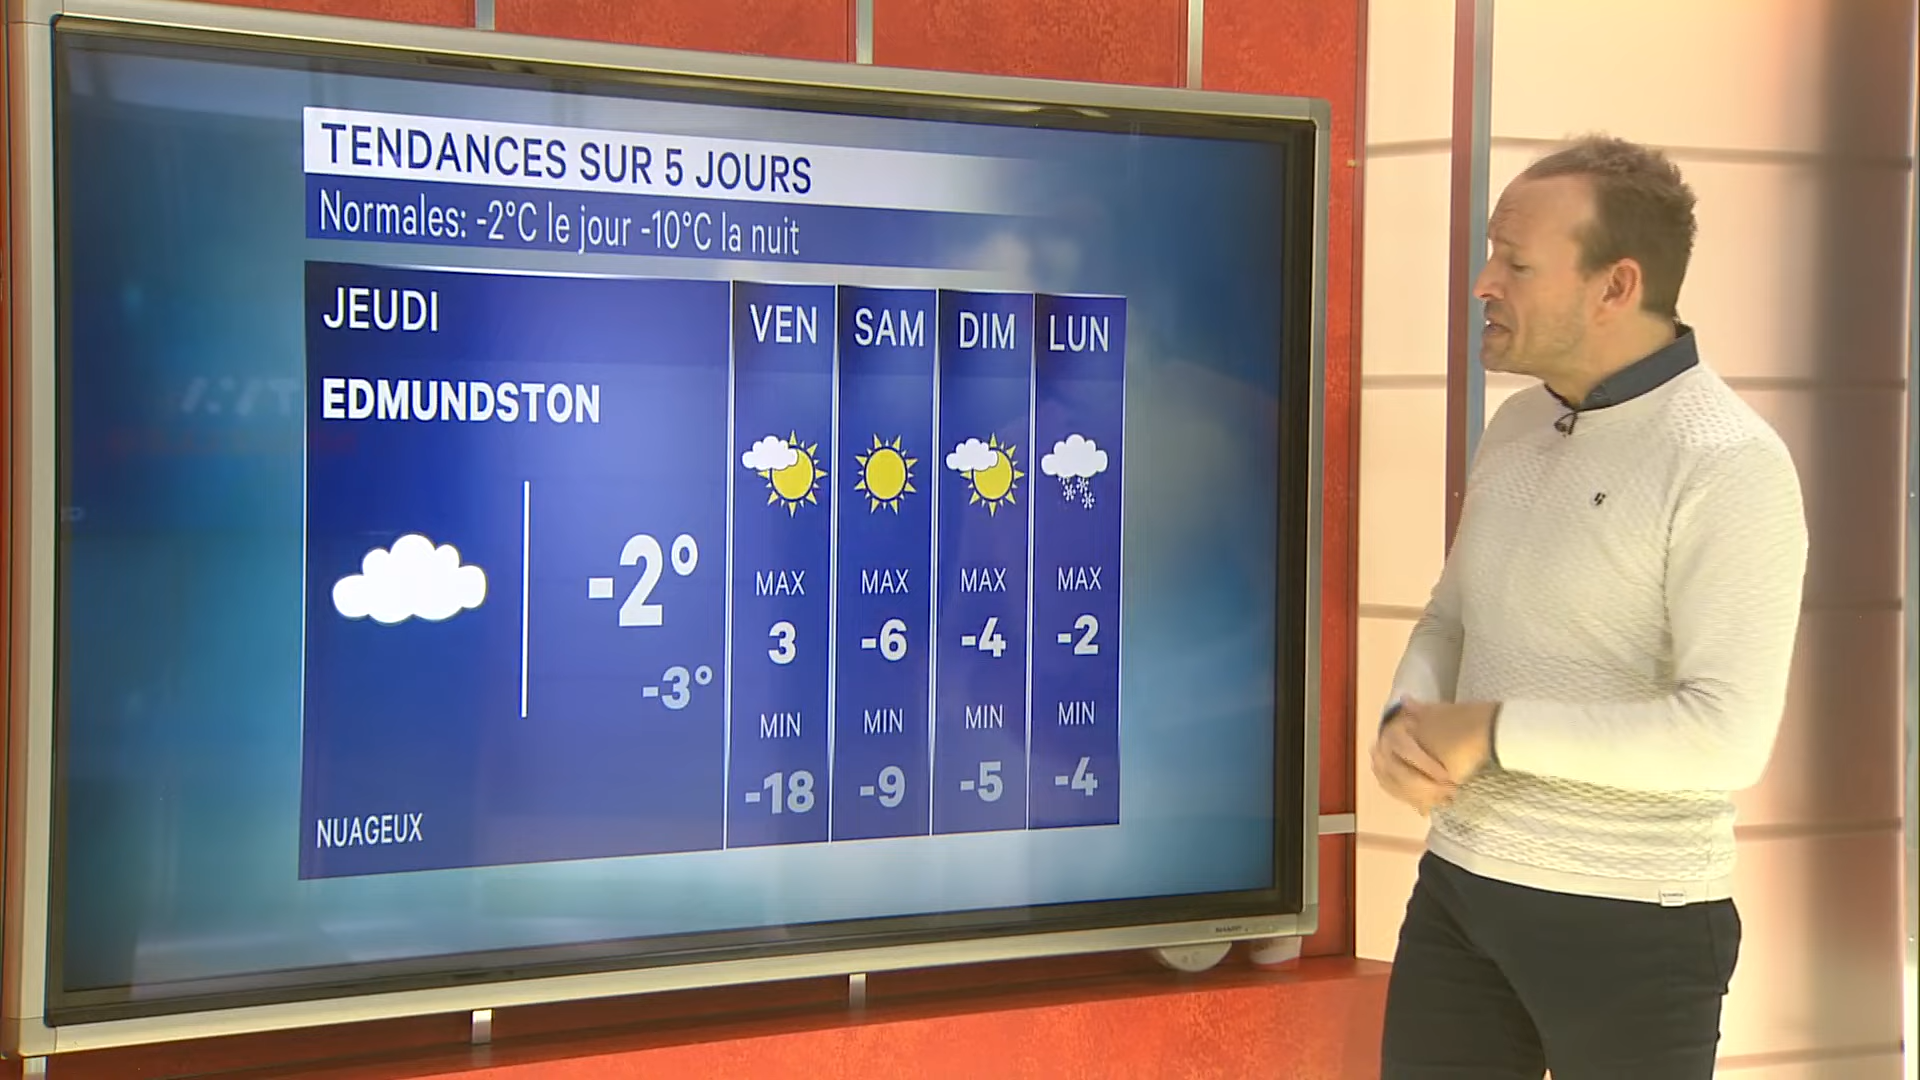 TENDANCES SUR 5 JOURS
Normales: -2°C le jour -10°C la nuit
JEUDI
EDMUNDSTON
-2°
-3°
NUAGEUX
VEN SAM DIM LUN
MAX MAX MAX MAX
3 -6 -4 -2
MIN MIN MIN MIN
-18 -9 -5 -4